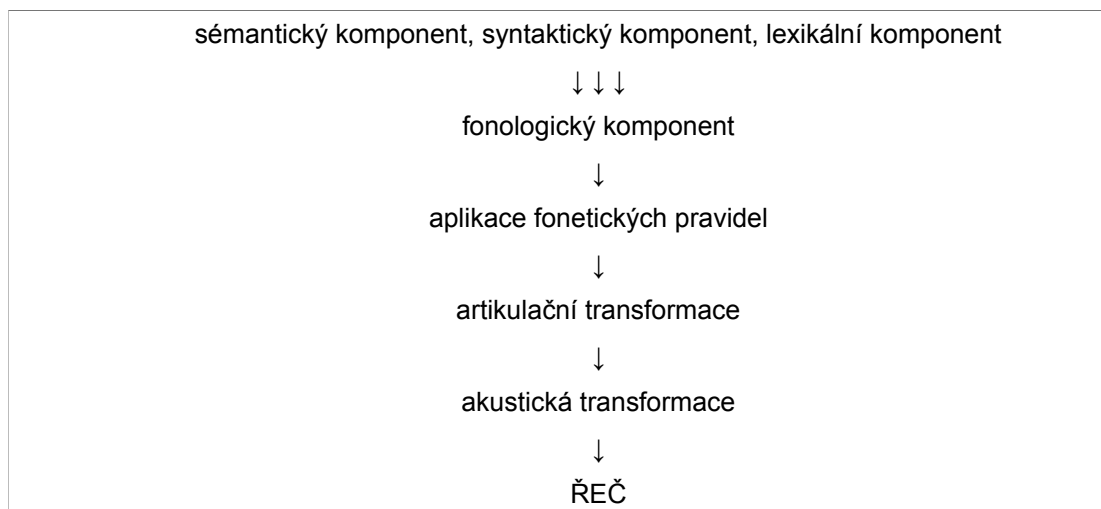 sémantický komponent, syntaktický komponent, lexikální komponent
↓ ↓ ↓
fonologický komponent
↓
aplikace fonetických pravidel
↓
artikulační transformace
↓
akustická transformace
↓
ŘEČ